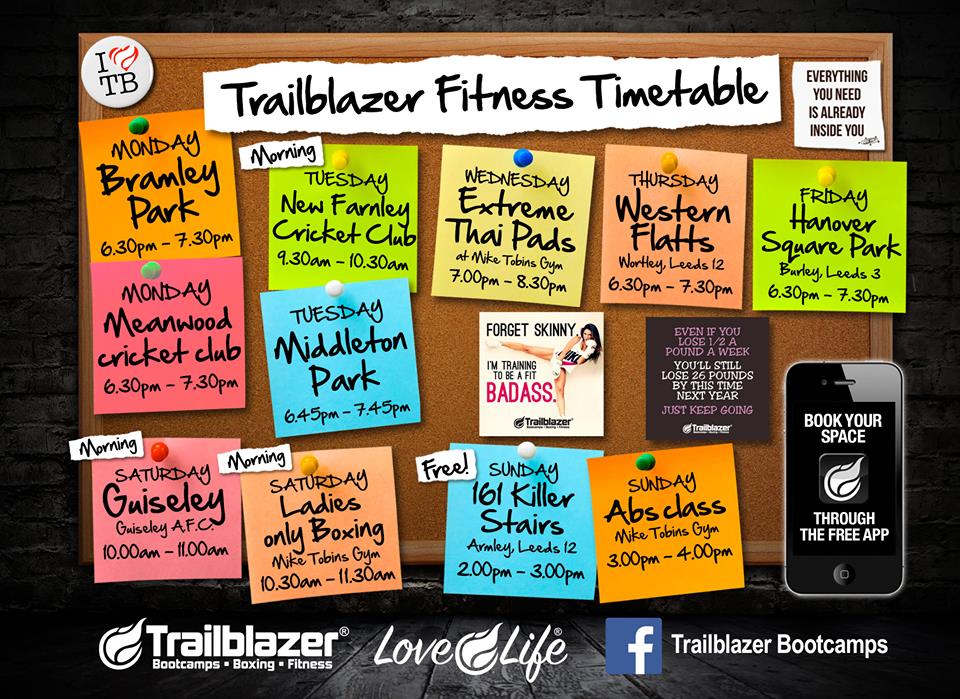 I
TB
Trailblazer Fitness Timetable
EVERYTHING
YOU NEED
IS ALREADY
INSIDE YOU
MONDAY
Bramley
Park
6.30pm – 7.30pm
Morning
TUESDAY
New Farnley
Cricket Club
9.30am – 10.30am
WEDNESDAY
Extreme
Thai Pads
at Mike Tobins Gym
7.00pm – 8.30pm
THURSDAY
Western
Flatts
Wortley, Leeds 12
6.30pm – 7.30pm
FRIDAY
Hanover
Square Park
Burley, Leeds 3
6.30pm – 7.30pm
MONDAY
Meanwood
cricket club
6.30pm – 7.30pm
TUESDAY
Middleton
Park
6.45pm – 7.45pm
FORGET SKINNY,
I'M TRAINING
TO BE A FIT
BADASS.
Trailblazer
Bootcamps • Boxing • Fitness
EVEN IF YOU
LOSE 1/2 A
POUND A WEEK
YOU'LL STILL
LOSE 26 POUNDS
BY THIS TIME
NEXT YEAR
JUST KEEP GOING
Trailblazer
Bootcamps • Boxing • Fitness
BOOK YOUR
SPACE
THROUGH
THE FREE APP
Morning
SATURDAY
Guiseley
Guiseley A.F.C.
10.00am – 11.00am
Morning
SATURDAY
Ladies
only Boxing
Mike Tobins Gym
10.30am – 11.30am
Free!
SUNDAY
161 Killer
Stairs
Armley, Leeds 12
2.00pm – 3.00pm
SUNDAY
Abs class
Mike Tobins Gym
3.00pm – 4.00pm
Trailblazer®
Bootcamps • Boxing • Fitness
Love Life®
f
Trailblazer Bootcamps